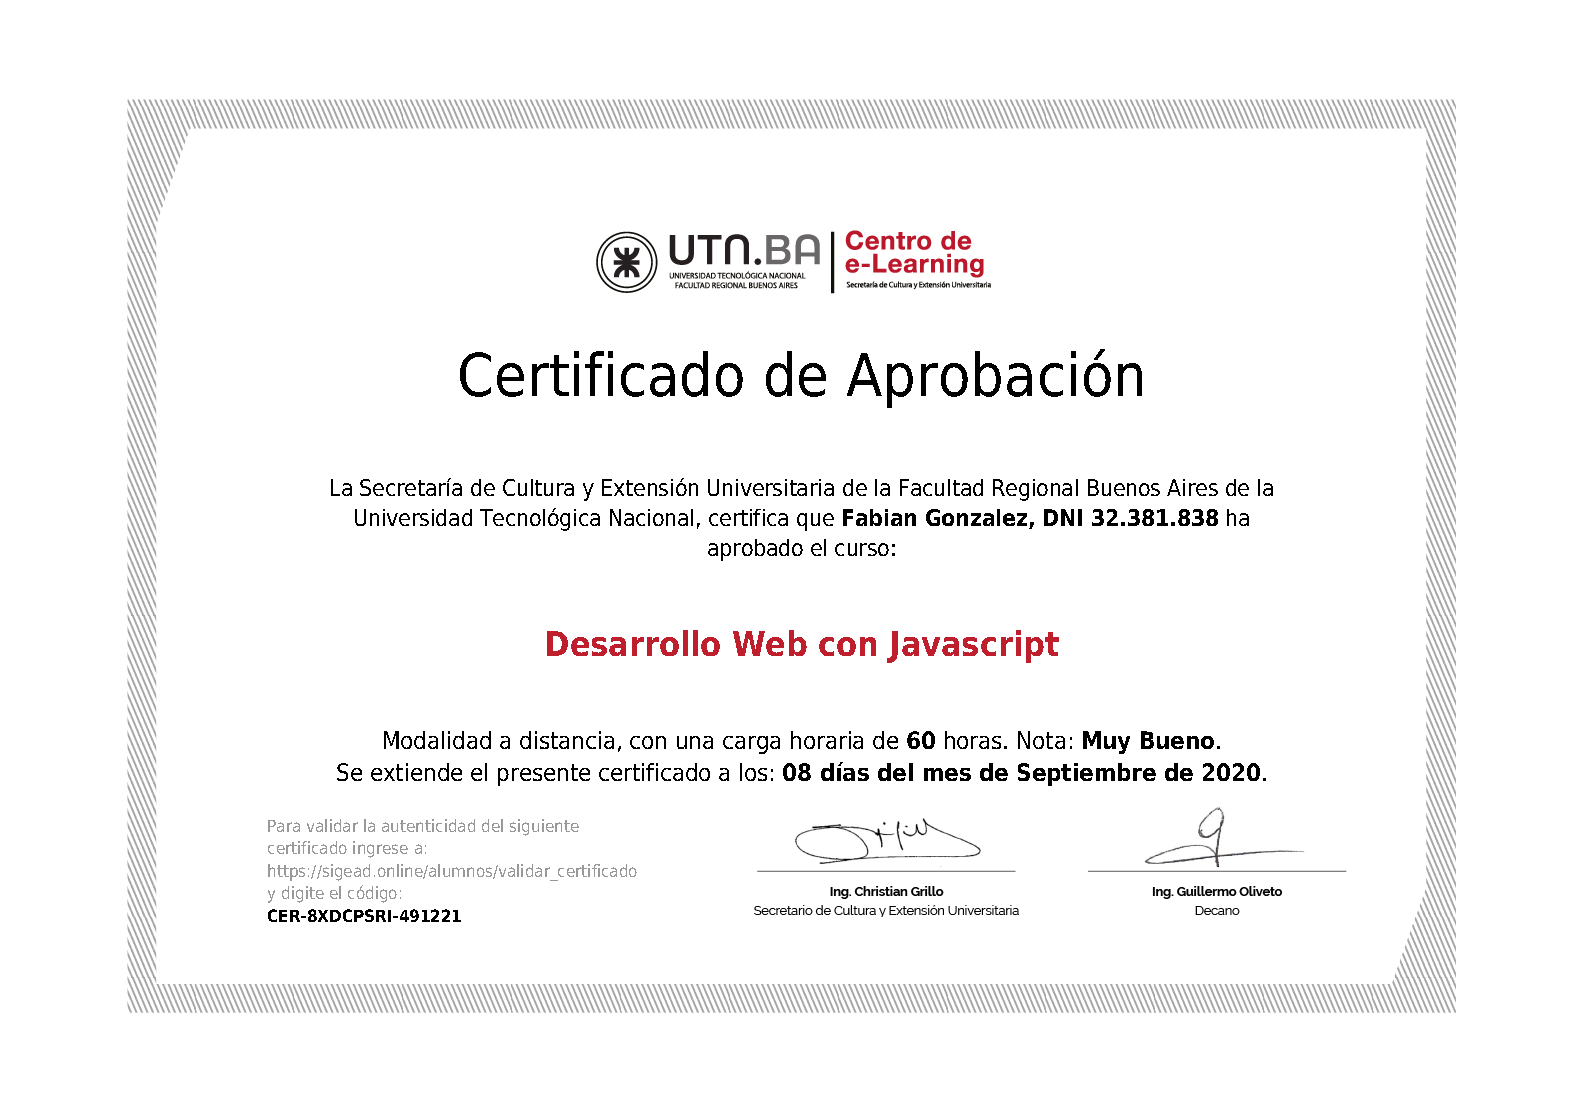 UTN.BA
UNIVERSIDAD TECNOLÓGICA NACIONAL
FACULTAD REGIONAL BUENOS AIRES
Centro de
e-Learning
Secretaría de Cultura y Extensión Universitaria
Certificado de Aprobación
La Secretaría de Cultura y Extensión Universitaria de la Facultad Regional Buenos Aires de la
Universidad Tecnológica Nacional, certifica que Fabian Gonzalez, DNI 32.381.838 ha
aprobado el curso:
Desarrollo Web con Javascript
Modalidad a distancia, con una carga horaria de 60 horas. Nota: Muy Bueno.
Se extiende el presente certificado a los: 08 días del mes de Septiembre de 2020.
Para validar la autenticidad del siguiente
certificado ingrese a:
https://sigead.online/alumnos/validar_certificado
y digite el código:
CER-8XDCPSRI-491221
Ing. Christian Grillo
Secretario de Cultura y Extensión Universitaria
Ing. Guillermo Oliveto
Decano